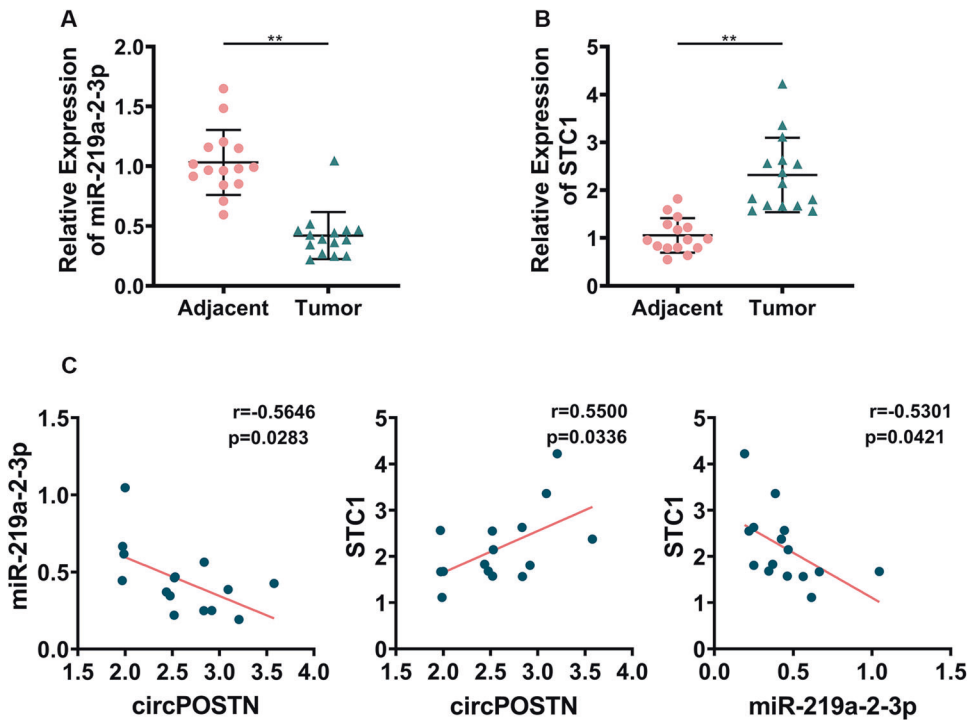 A
**
Relative Expression
of miR-219a-2-3p
2.0
1.5
1.0
0.5
0.0
Adjacent Tumor
B
**
Relative Expression
of STC1
5
4
3
2
1
0
Adjacent Tumor
C
r=-0.5646
p=0.0283
miR-219a-2-3p
1.5
1.0
0.5
0.0
1.5 2.0 2.5 3.0 3.5 4.0
circPOSTN
r=0.5500
p=0.0336
STC1
5
4
3
2
1
0
1.5 2.0 2.5 3.0 3.5 4.0
circPOSTN
r=-0.5301
p=0.0421
STC1
5
4
3
2
1
0
0.0 0.5 1.0 1.5
miR-219a-2-3p